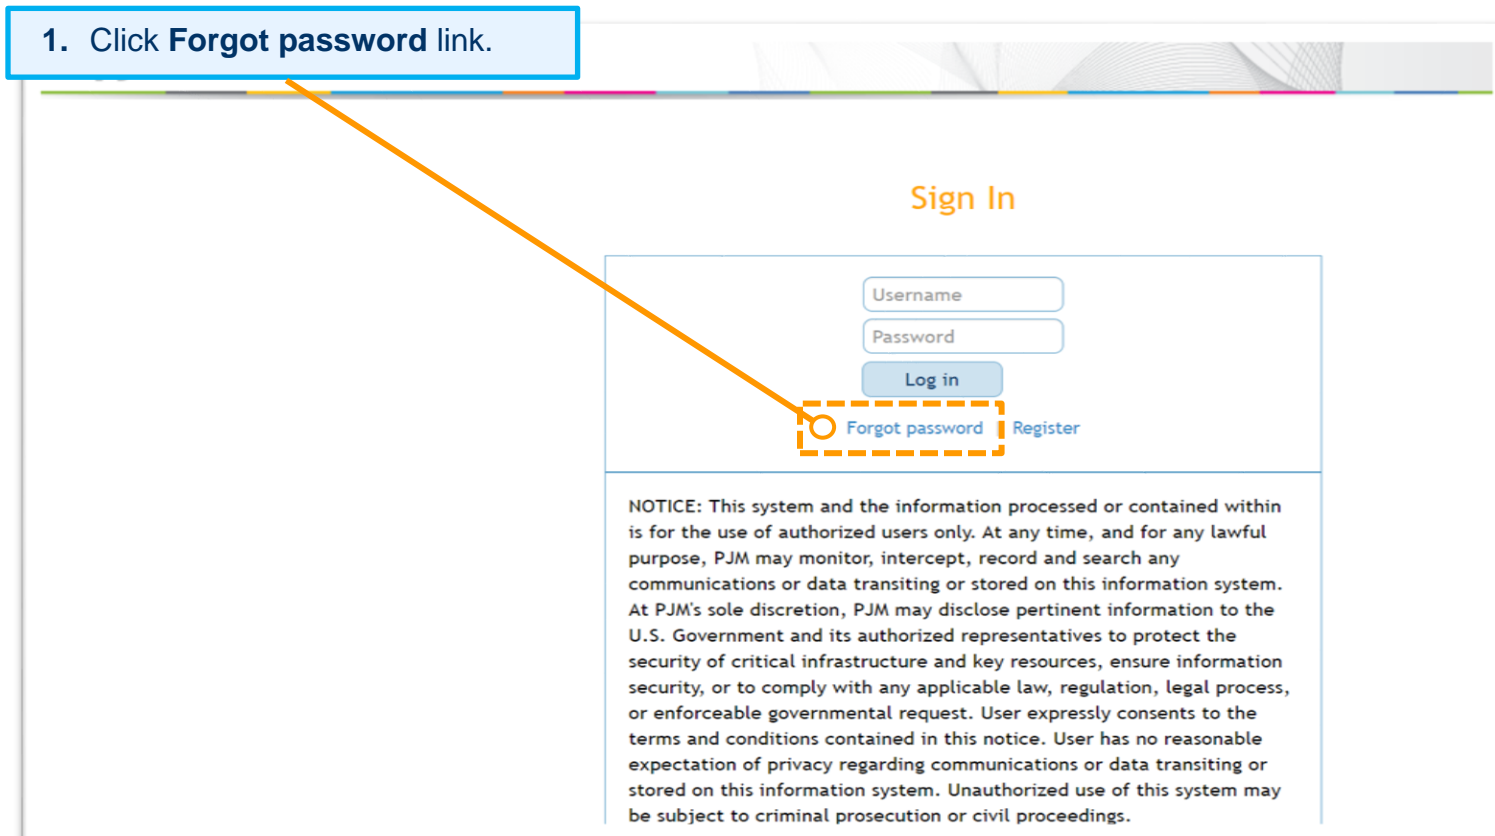 1. Click Forgot password link.
Sign In
Username
Password
Log in
Forgot password | Register
NOTICE: This system and the information processed or contained within
is for the use of authorized users only. At any time, and for any lawful
purpose, PJM may monitor, intercept, record and search any
communications or data transiting or stored on this information system.
At PJM's sole discretion, PJM may disclose pertinent information to the
U.S. Government and its authorized representatives to protect the
security of critical infrastructure and key resources, ensure information
security, or to comply with any applicable law, regulation, legal process,
or enforceable governmental request. User expressly consents to the
terms and conditions contained in this notice. User has no reasonable
expectation of privacy regarding communications or data transiting or
stored on this information system. Unauthorized use of this system may
be subject to criminal prosecution or civil proceedings.